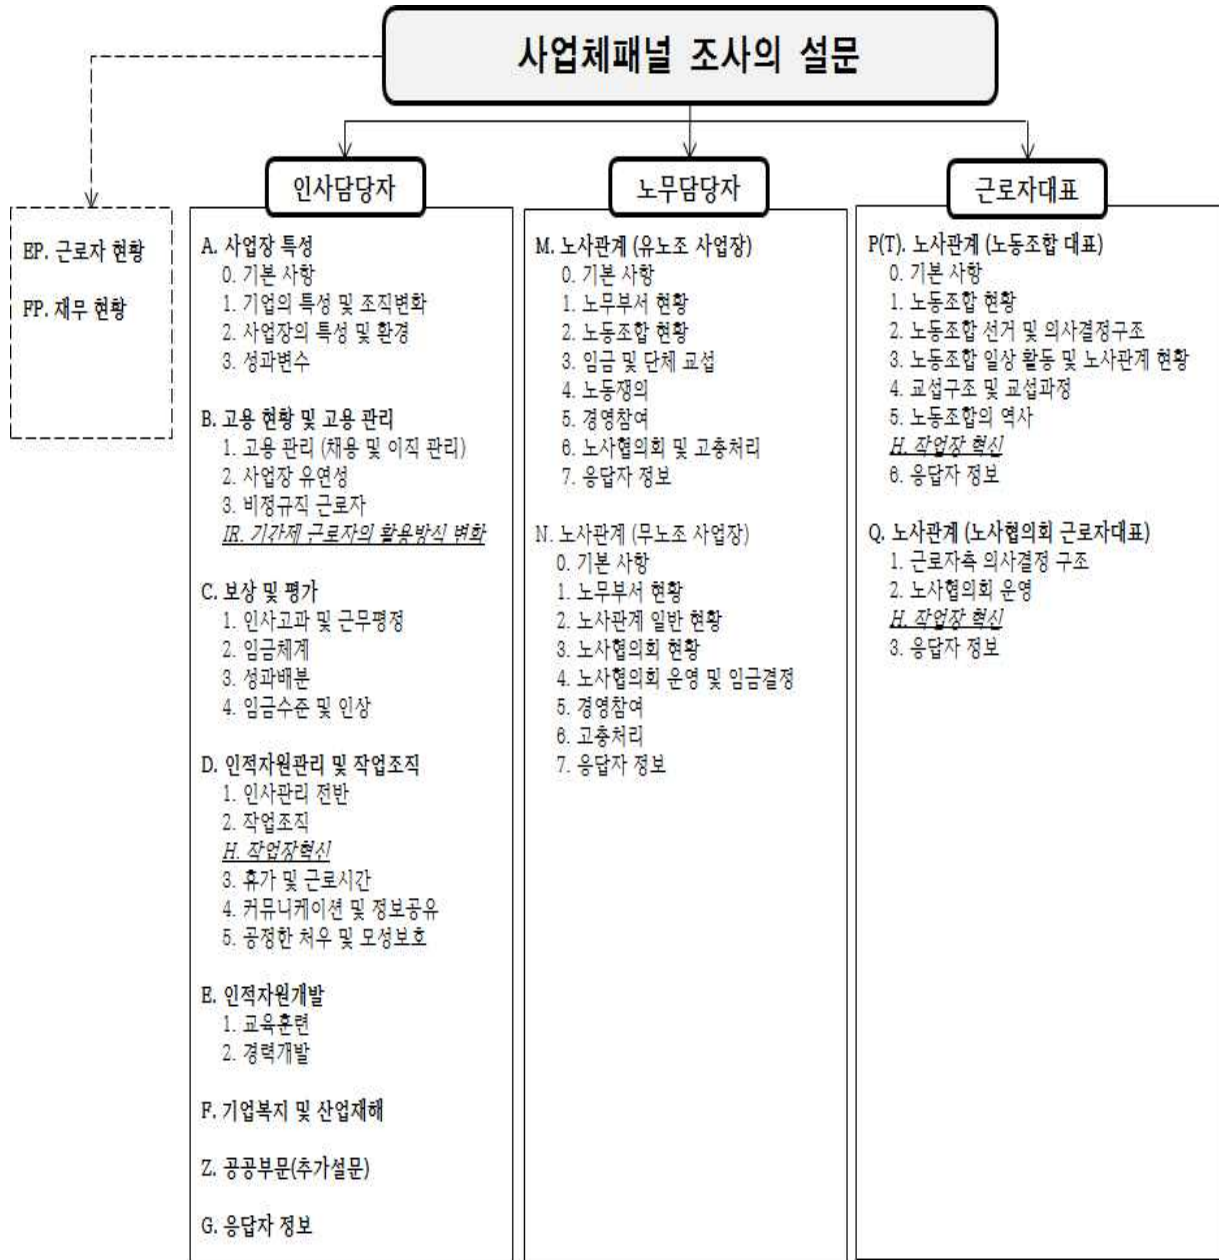 사업체패널 조사의 설문
EP. 근로자 현황
FP. 재무 현황
인사담당자
A. 사업장 특성
0. 기본 사항
1. 기업의 특성 및 조직변화
2. 사업장의 특성 및 환경
3. 성과변수
B. 고용 현황 및 고용 관리
1. 고용 관리 (채용 및 이직 관리)
2. 사업장 유연성
3. 비정규직 근로자
IR. 기간제 근로자의 활용방식 변화
C. 보상 및 평가
1. 인사고과 및 근무평정
2. 임금체계
3. 성과배분
4. 임금수준 및 인상
D. 인적자원관리 및 작업조직
1. 인사관리 전반
2. 작업조직
H. 작업장혁신
3. 휴가 및 근로시간
4. 커뮤니케이션 및 정보공유
5. 공정한 처우 및 모성보호
E. 인적자원개발
1. 교육훈련
2. 경력개발
F. 기업복지 및 산업재해
Z. 공공부문(추가설문)
G. 응답자 정보
노무담당자
M. 노사관계 (유노조 사업장)
0. 기본 사항
1. 노무부서 현황
2. 노동조합 현황
3. 임금 및 단체 교섭
4. 노동쟁의
5. 경영참여
6. 노사협의회 및 고충처리
7. 응답자 정보
N. 노사관계 (무노조 사업장)
0. 기본 사항
1. 노무부서 현황
2. 노사관계 일반 현황
3. 노사협의회 현황
4. 노사협의회 운영 및 임금결정
5. 경영참여
6. 고충처리
7. 응답자 정보
근로자대표
P(T). 노사관계 (노동조합 대표)
0. 기본 사항
1. 노동조합 현황
2. 노동조합 선거 및 의사결정구조
3. 노동조합 일상 활동 및 노사관계 현황
4. 교섭구조 및 교섭과정
5. 노동조합의 역사
H. 작업장 혁신
6. 응답자 정보
Q. 노사관계 (노사협의회 근로자대표)
1. 근로자측 의사결정 구조
2. 노사협의회 운영
H. 작업장 혁신
3. 응답자 정보